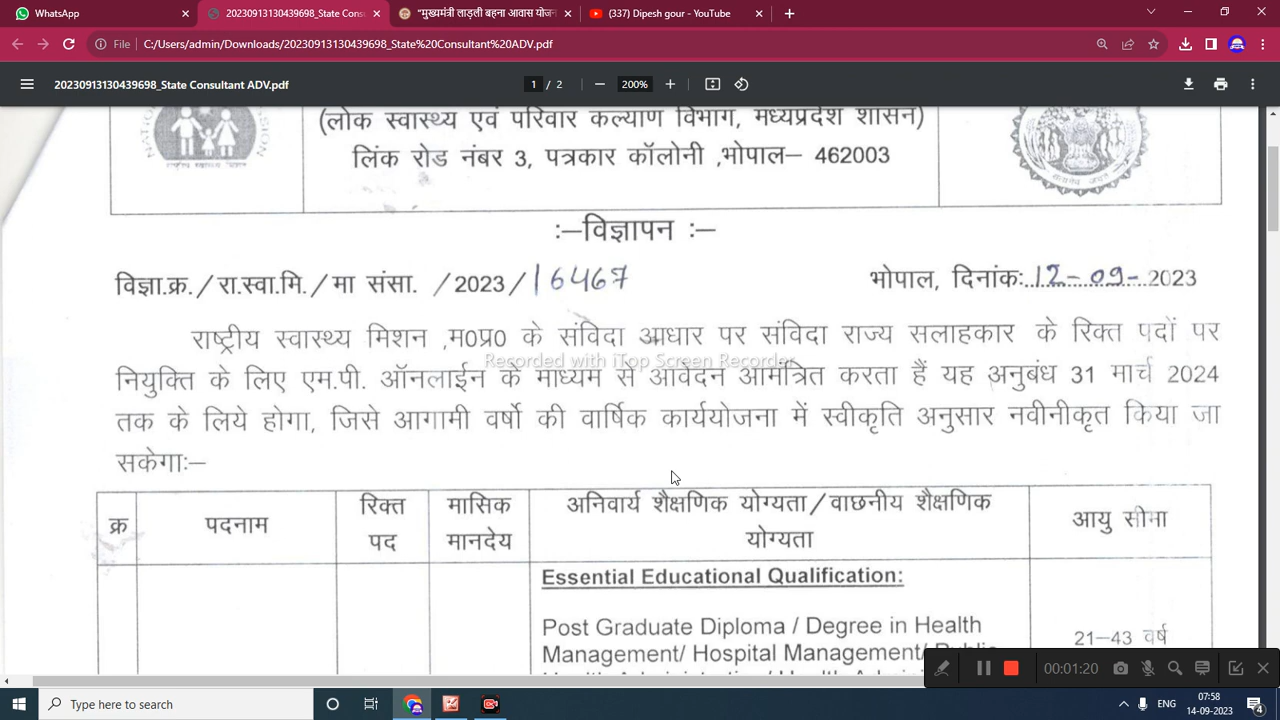 WhatsApp
20230913130439698_State Cons
"मुख्यमंत्री लाड़ली बहना आवास योजन
(337) Dipesh gour - YouTube
File
C:/Users/admin/Downloads/20230913130439698_State%20Consultant%20ADV.pdf
20230913130439698_State Consultant ADV.pdf
1 / 2
200%
(लोक स्वास्थ्य एवं परिवार कल्याण विभाग, मध्यप्रदेश शासन)
लिंक रोड नंबर 3, पत्रकार कॉलोनी ,भोपाल– 462003
:–विज्ञापन :–
विज्ञा.क्र./रा.स्वा.मि./मा संसा. /2023/16467
भोपाल, दिनांक:..12-09-2023
राष्ट्रीय स्वास्थ्य मिशन ,म0प्र0 के संविदा आधार पर संविदा राज्य सलाहकार के रिक्त पदों पर
Recorded with iTop Screen Recorder
नियुक्ति के लिए एम.पी. ऑनलाईन के माध्यम से आवेदन आमंत्रित करता हैं यह अनुबंध 31 मार्च 2024
तक के लिये होगा, जिसे आगामी वर्षो की वार्षिक कार्ययोजना में स्वीकृति अनुसार नवीनीकृत किया जा
सकेगाः–
क्र
पदनाम
रिक्त
पद
मासिक
मानदेय
अनिवार्य शैक्षणिक योग्यता/वाछनीय शैक्षणिक
योग्यता
आयु सीमा
Essential Educational Qualification:
Post Graduate Diploma / Degree in Health
Management/ Hospital Management/
21–43 वर्ष
00:01:20
Type here to search
ENG
07:58
14-09-2023
4